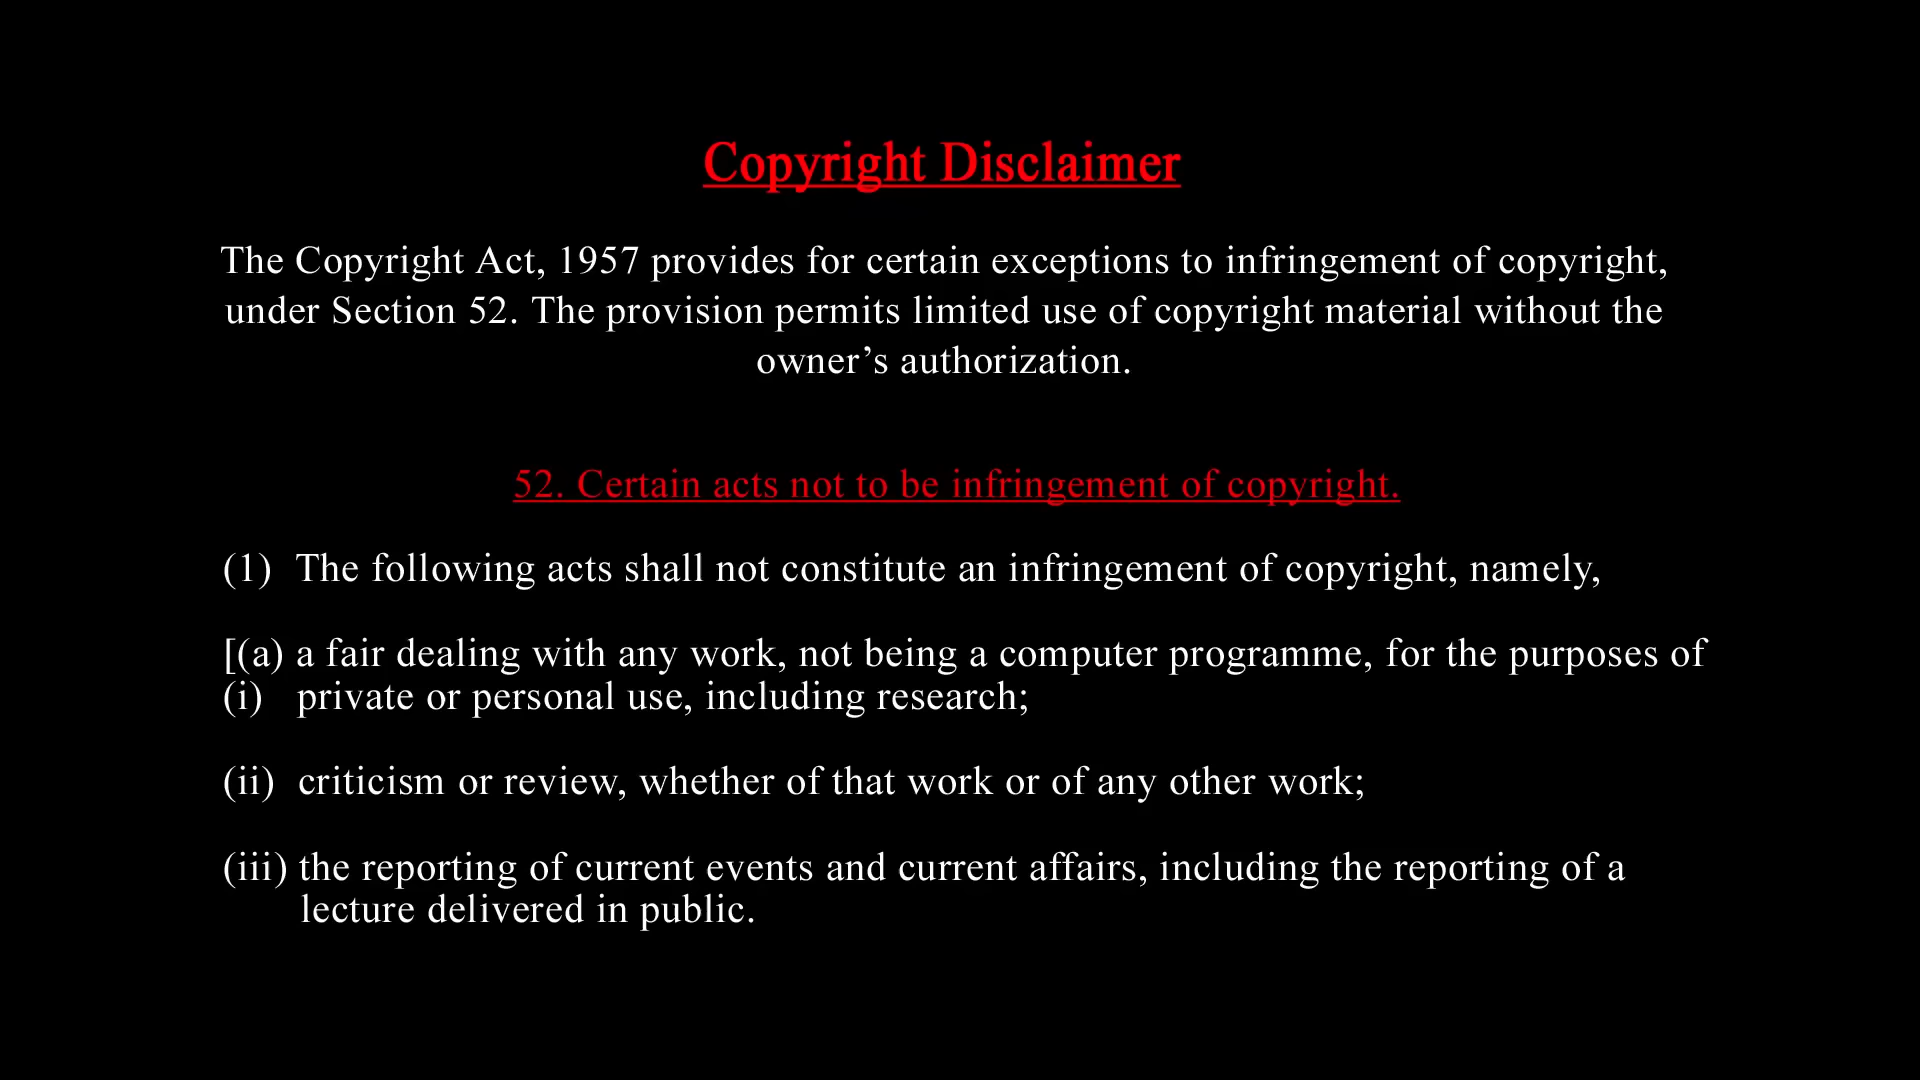 Copyright Disclaimer
The Copyright Act, 1957 provides for certain exceptions to infringement of copyright,
under Section 52. The provision permits limited use of copyright material without the
owner’s authorization.
52. Certain acts not to be infringement of copyright.
(1) The following acts shall not constitute an infringement of copyright, namely,
[(a) a fair dealing with any work, not being a computer programme, for the purposes of
(i) private or personal use, including research;
(ii) criticism or review, whether of that work or of any other work;
(iii) the reporting of current events and current affairs, including the reporting of a
lecture delivered in public.